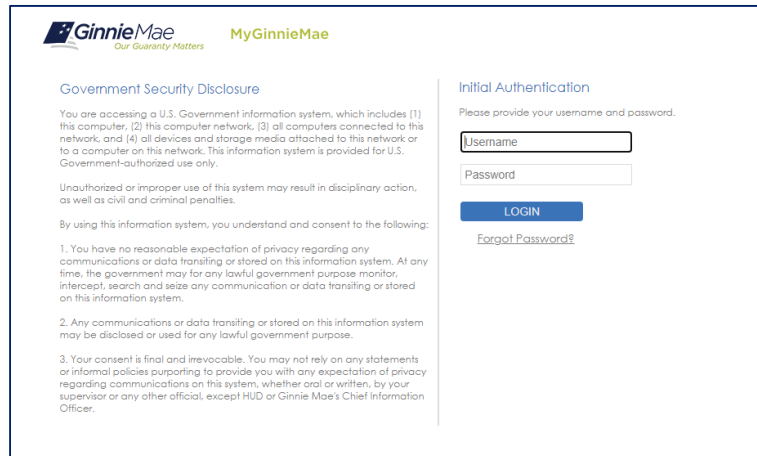 GinnieMae
Our Guaranty Matters
MyGinnieMae
Government Security Disclosure
You are accessing a U.S. Government information system, which includes (1)
this computer, (2) this computer network, (3) all computers connected to this
network, and (4) all devices and storage media attached to this network or
to a computer on this network. This information system is provided for U.S.
Government-authorized use only.
Unauthorized or improper use of this system may result in disciplinary action,
as well as civil and criminal penalties.
By using this information system, you understand and consent to the following:
1. You have no reasonable expectation of privacy regarding any
communications or data transiting or stored on this information system. At any
time, the government may for any lawful government purpose monitor,
intercept, search and seize any communication or data transiting or stored
on this information system.
2. Any communications or data transiting or stored on this information system
may be disclosed or used for any lawful government purpose.
3. Your consent is final and irrevocable. You may not rely on any statements
or informal policies purporting to provide you with any expectation of privacy
regarding communications on this system, whether oral or written, by your
supervisor or any other official, except HUD or Ginnie Mae's Chief Information
Officer.
Initial Authentication
Please provide your username and password.
Username
Password
LOGIN
Forgot Password?